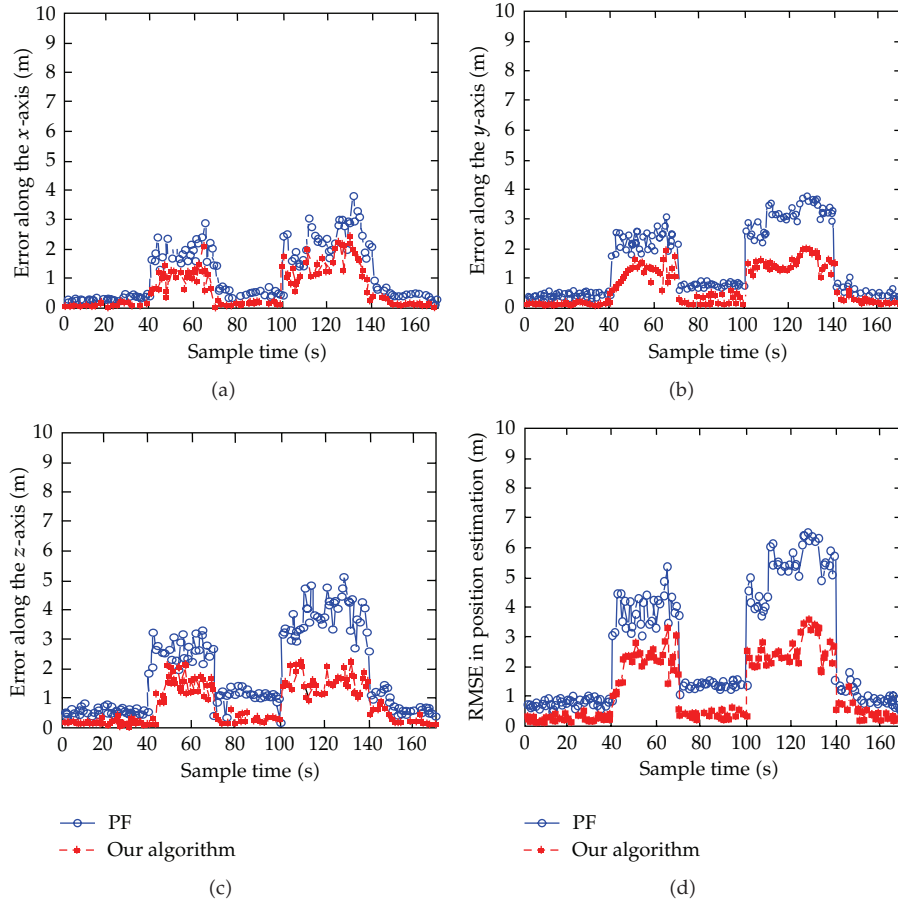 10
9
8
7
6
5
4
3
2
1
0
Error along the x-axis (m)
0 20 40 60 80 100 120 140 160
Sample time (s)
(a)
10
9
8
7
6
5
4
3
2
1
0
Error along the y-axis (m)
0 20 40 60 80 100 120 140 160
Sample time (s)
(b)
10
9
8
7
6
5
4
3
2
1
0
Error along the z-axis (m)
0 20 40 60 80 100 120 140 160
Sample time (s)
PF
Our algorithm
(c)
10
9
8
7
6
5
4
3
2
1
0
RMSE in position estimation (m)
0 20 40 60 80 100 120 140 160
Sample time (s)
PF
Our algorithm
(d)